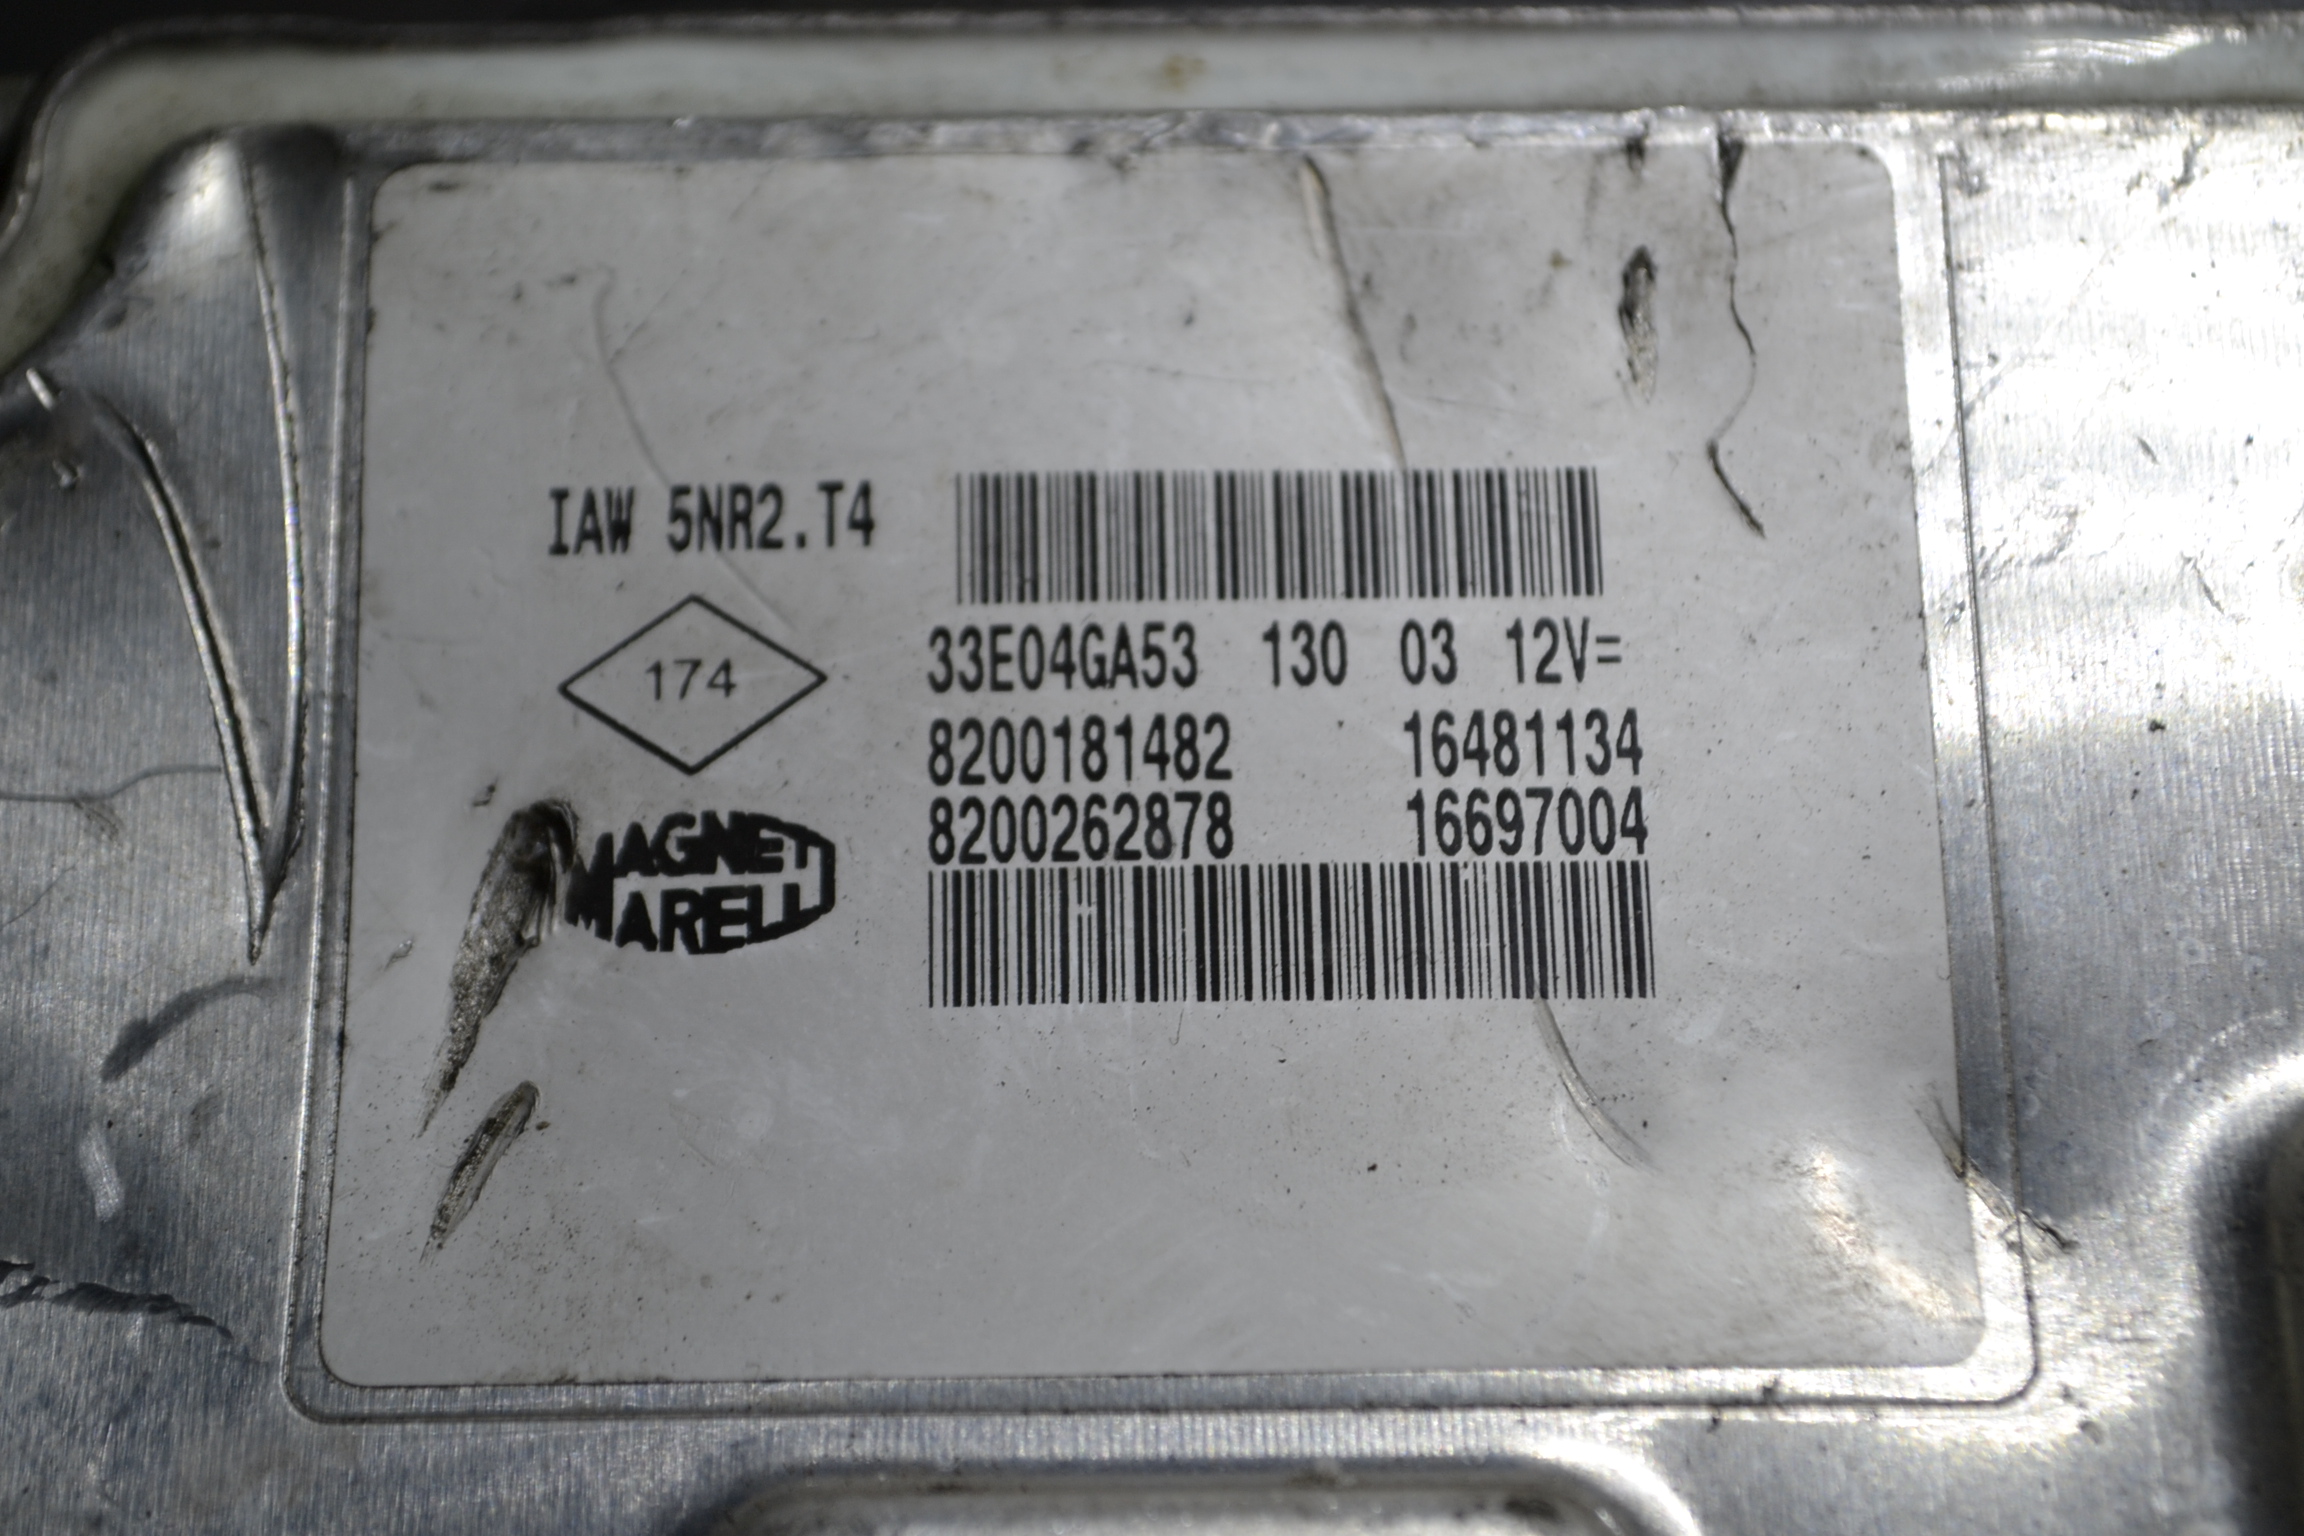 IAW 5NR2.T4
174
MAGNETI
MARELLI
33E04GA53 130 03 12V=
8200181482 16481134
8200262878 16697004